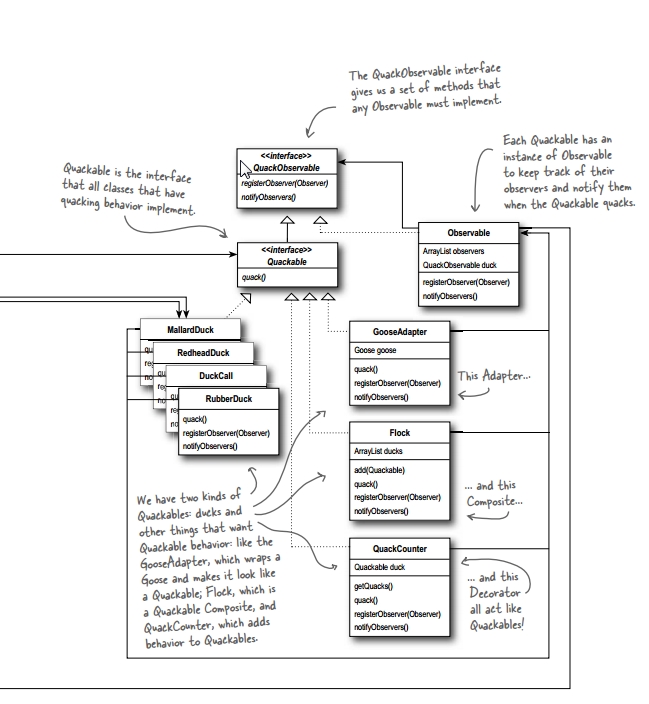 The QuackObservable interface
gives us a set of methods that
any Observable must implement.
Each Quackable has an
instance of Observable
to keep track of their
observers and notify them
when the Quackable quacks.
Quackable is the interface
that all classes that have
quacking behavior implement.
<<interface>>
QuackObservable
registerObserver(Observer)
notifyObservers()
<<interface>>
Quackable
quack()
Observable
ArrayList observers
QuackObservable duck
registerObserver(Observer)
notifyObservers()
MallardDuck
qu
re
no
RedheadDuck
qu
re
no
DuckCall
qu
re
no
RubberDuck
quack()
registerObserver(Observer)
notifyObservers()
GooseAdapter
Goose goose
quack()
registerObserver(Observer)
notifyObservers()
This Adapter...
Flock
ArrayList ducks
add(Quackable)
quack()
registerObserver(Observer)
notifyObservers()
... and this
Composite...
QuackCounter
Quackable duck
getQuacks()
quack()
registerObserver(Observer)
notifyObservers()
... and this
Decorator
all act like
Quackables!
We have two kinds of
Quackables: ducks and
other things that want
Quackable behavior: like the
GooseAdapter, which wraps a
Goose and makes it look like
a Quackable; Flock, which is
a Quackable Composite, and
QuackCounter, which adds
behavior to Quackables.